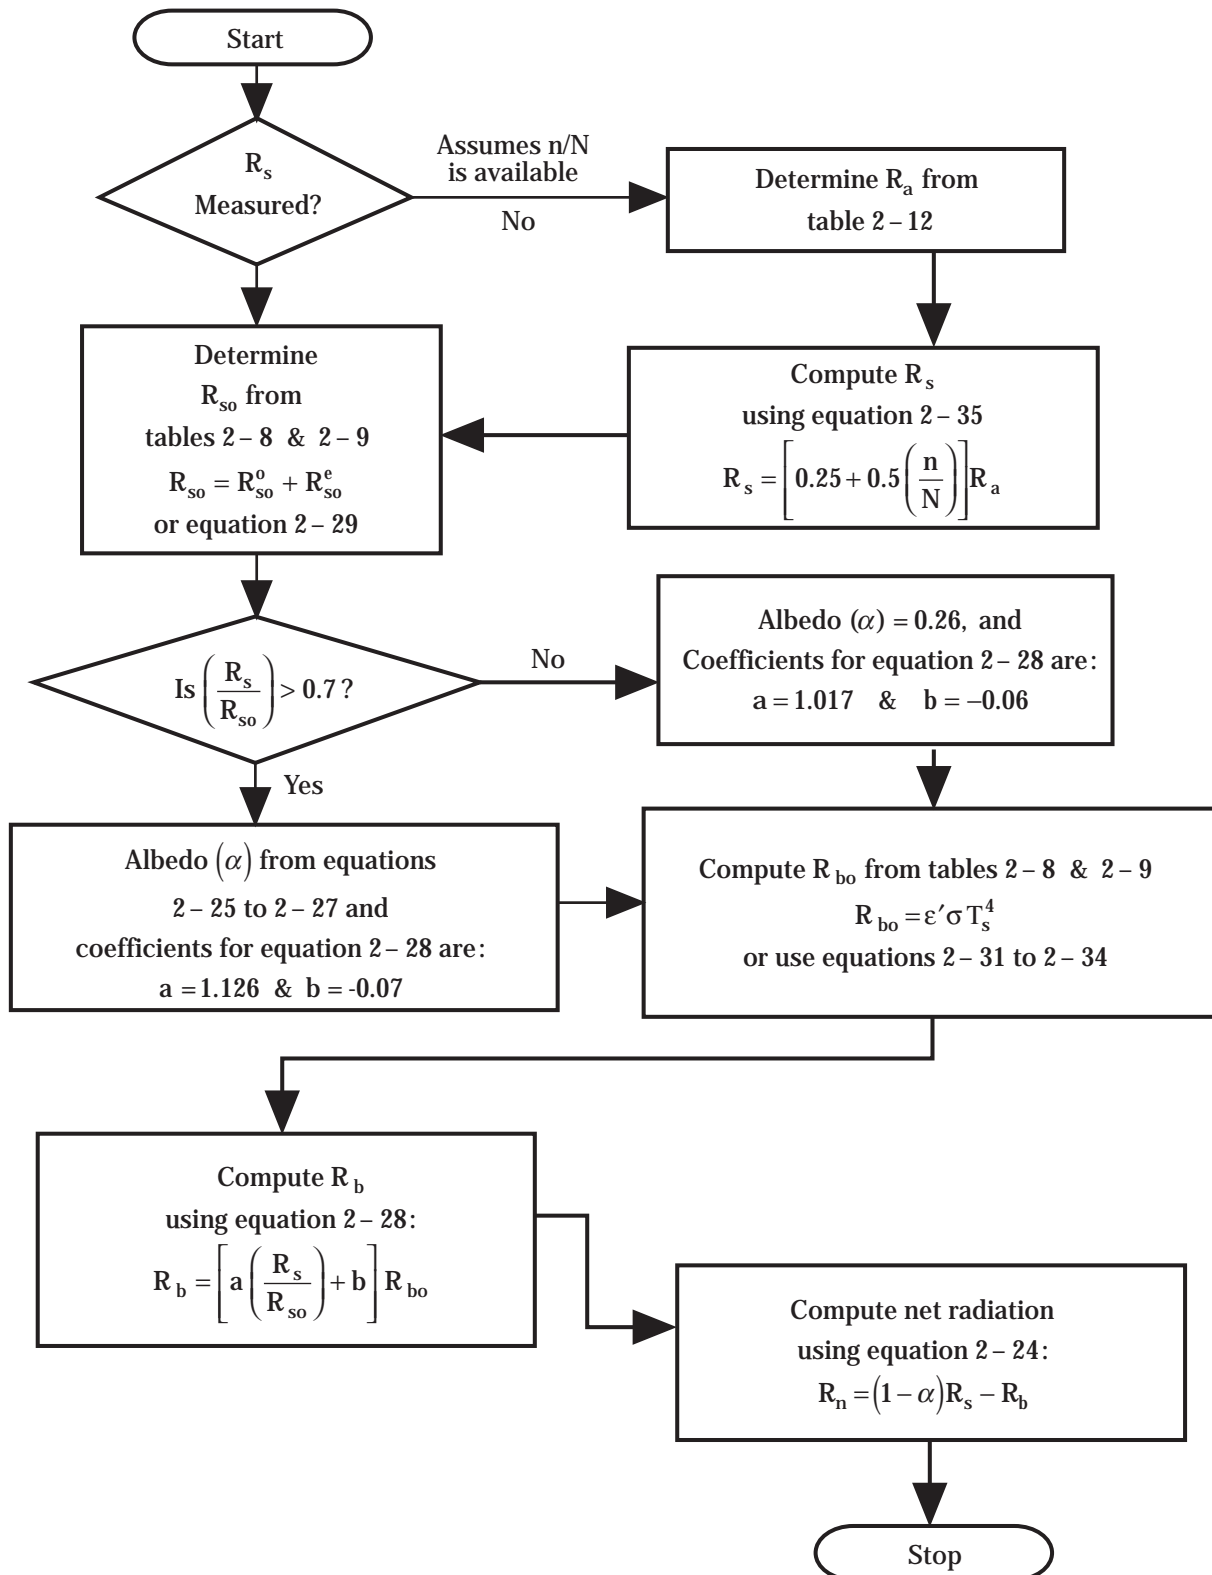 Start
R_s
Measured?
Assumes n/N
is available
No
Determine R_a from
table 2–12
Compute R_s
using equation 2–35
R_s = [0.25 + 0.5 (n/N)] R_a
Determine
R_so from
tables 2–8 & 2–9
R_so = R_so^o + R_so^e
or equation 2–29
Is (R_s/R_so) > 0.7?
No
Yes
Albedo (α) = 0.26, and
Coefficients for equation 2–28 are:
a = 1.017 & b = –0.06
Albedo (α) from equations
2–25 to 2–27 and
coefficients for equation 2–28 are:
a = 1.126 & b = -0.07
Compute R_bo from tables 2–8 & 2–9
R_bo = ε′σT_s^4
or use equations 2–31 to 2–34
Compute R_b
using equation 2–28:
R_b = [a (R_s/R_so) + b] R_bo
Compute net radiation
using equation 2–24:
R_n = (1 – α)R_s – R_b
Stop